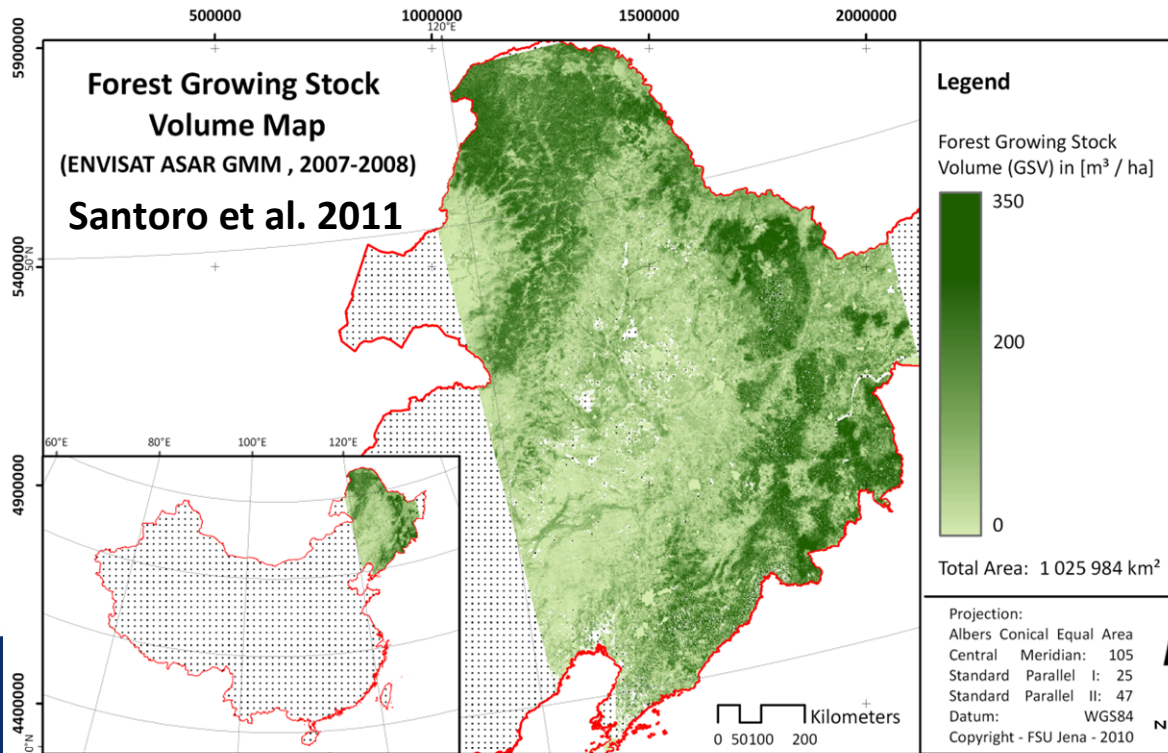 500000 1000000 1500000 2000000
120°E
5900000
Forest Growing Stock
Volume Map
(ENVISAT ASAR GMM , 2007-2008)
Santoro et al. 2011
50°N
5400000
4900000
4400000
60°E 80°E 100°E 120°E
0°N
0 50100 200
Kilometers
Legend
Forest Growing Stock
Volume (GSV) in [m³ / ha]
350
200
0
Total Area: 1 025 984 km²
Projection:
Albers Conical Equal Area
Central Meridian: 105
Standard Parallel I: 25
Standard Parallel II: 47
Datum: WGS84
Copyright - FSU Jena - 2010
N